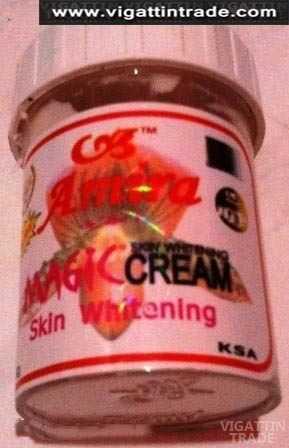 www.vigattintrade.com
TM
Amira
SKIN WHITENING
MAGIC CREAM
Skin Whitening
KSA
VIGATTIN
TRADE